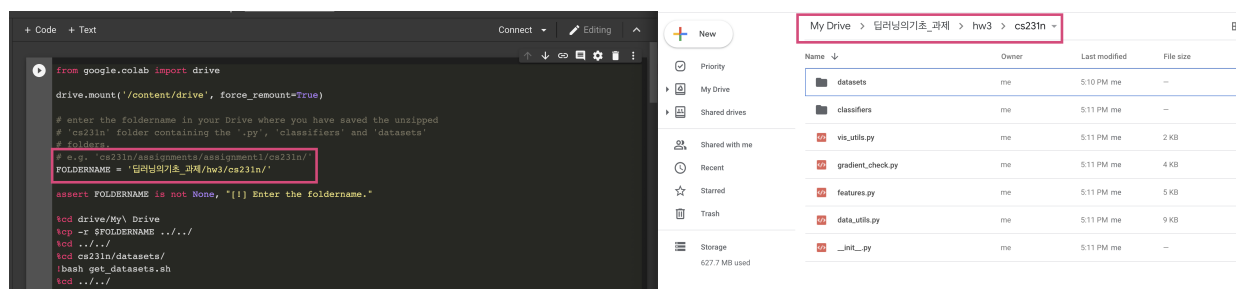 + Code + Text
Connect
Editing
from google.colab import drive
drive.mount('/content/drive', force_remount=True)
# enter the foldername in your Drive where you have saved the unzipped
# 'cs231n' folder containing the '.py', 'classifiers' and 'datasets'
# folders.
# e.g. 'cs231n/assignments/assignment1/cs231n/'
FOLDERNAME = '딥러닝의기초_과제/hw3/cs231n/'
assert FOLDERNAME is not None, "[!] Enter the foldername."
%cd drive/My\ Drive
%cp -r $FOLDERNAME ../../
%cd ../../
%cd cs231n/datasets/
!bash get_datasets.sh
%cd ../../
New
Priority
My Drive
Shared drives
Shared with me
Recent
Starred
Trash
Storage
627.7 MB used
My Drive > 딥러닝의기초_과제 > hw3 > cs231n
Name Owner Last modified File size
datasets me 5:10 PM me –
classifiers me 5:11 PM me –
vis_utils.py me 5:11 PM me 2 KB
gradient_check.py me 5:11 PM me 4 KB
features.py me 5:11 PM me 5 KB
data_utils.py me 5:11 PM me 9 KB
__init__.py me 5:11 PM me –